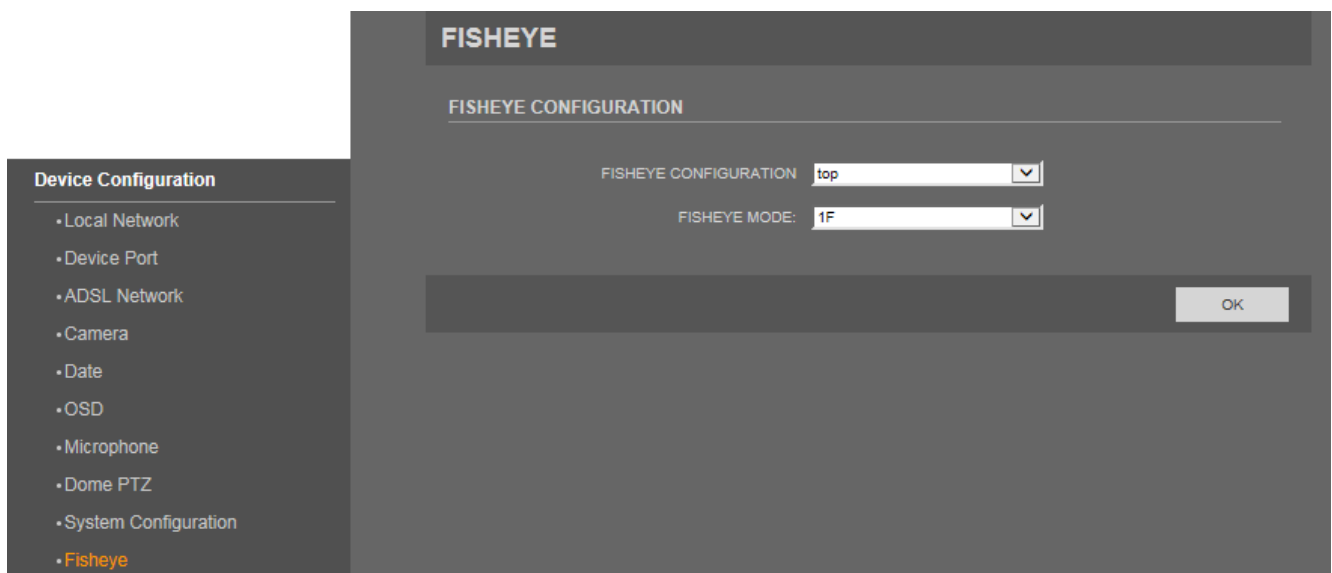 FISHEYE
FISHEYE CONFIGURATION
FISHEYE CONFIGURATION top
FISHEYE MODE: 1F
OK
Device Configuration
•Local Network
•Device Port
•ADSL Network
•Camera
•Date
•OSD
•Microphone
•Dome PTZ
•System Configuration
•Fisheye